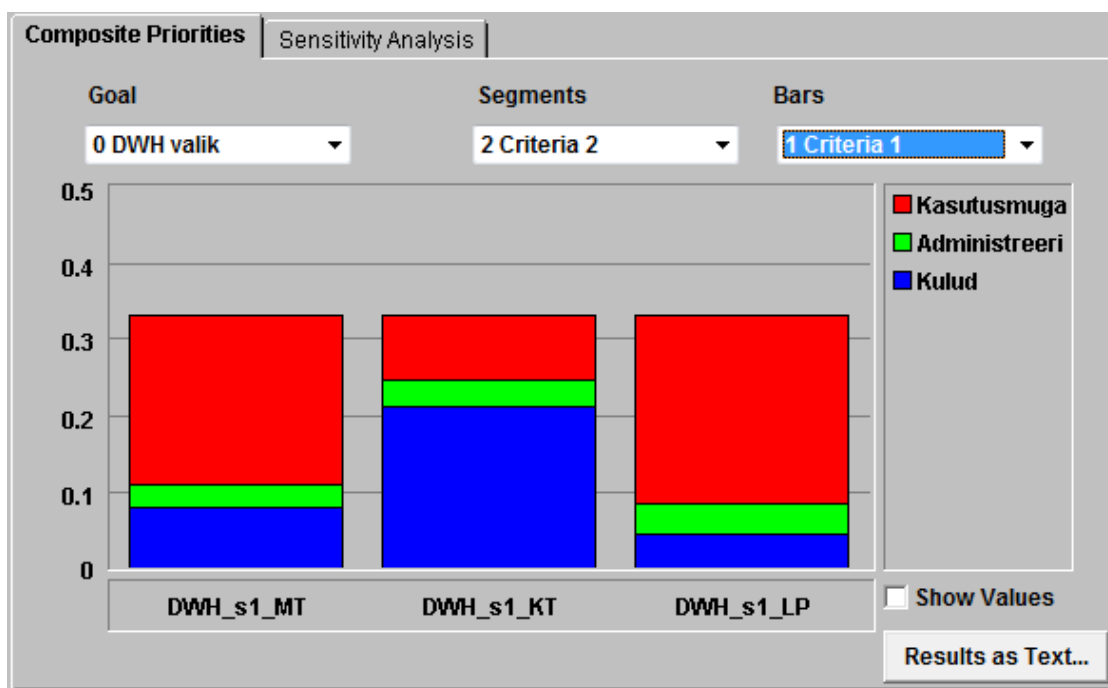 Composite Priorities
Sensitivity Analysis
Goal
Segments
Bars
0 DWH valik
2 Criteria 2
1 Criteria 1
0.5
0.4
0.3
0.2
0.1
0
Kasutusmuga
Administreeri
Kulud
DWH_s1_MT
DWH_s1_KT
DWH_s1_LP
Show Values
Results as Text...